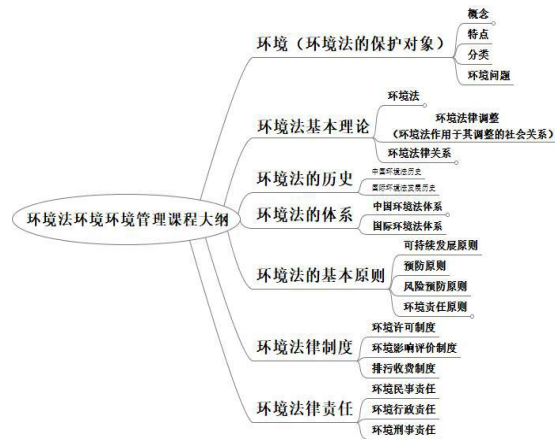 环境法环境环境管理课程大纲
环境（环境法的保护对象）
概念
特点
分类
环境问题
环境法基本理论
环境法
环境法律调整
（环境法作用于其调整的社会关系）
环境法律关系
环境法的历史
中国环境法历史
国际环境法发展历史
环境法的体系
中国环境法体系
国际环境法体系
环境法的基本原则
可持续发展原则
预防原则
风险预防原则
环境责任原则
环境法律制度
环境许可制度
环境影响评价制度
排污收费制度
环境法律责任
环境民事责任
环境行政责任
环境刑事责任